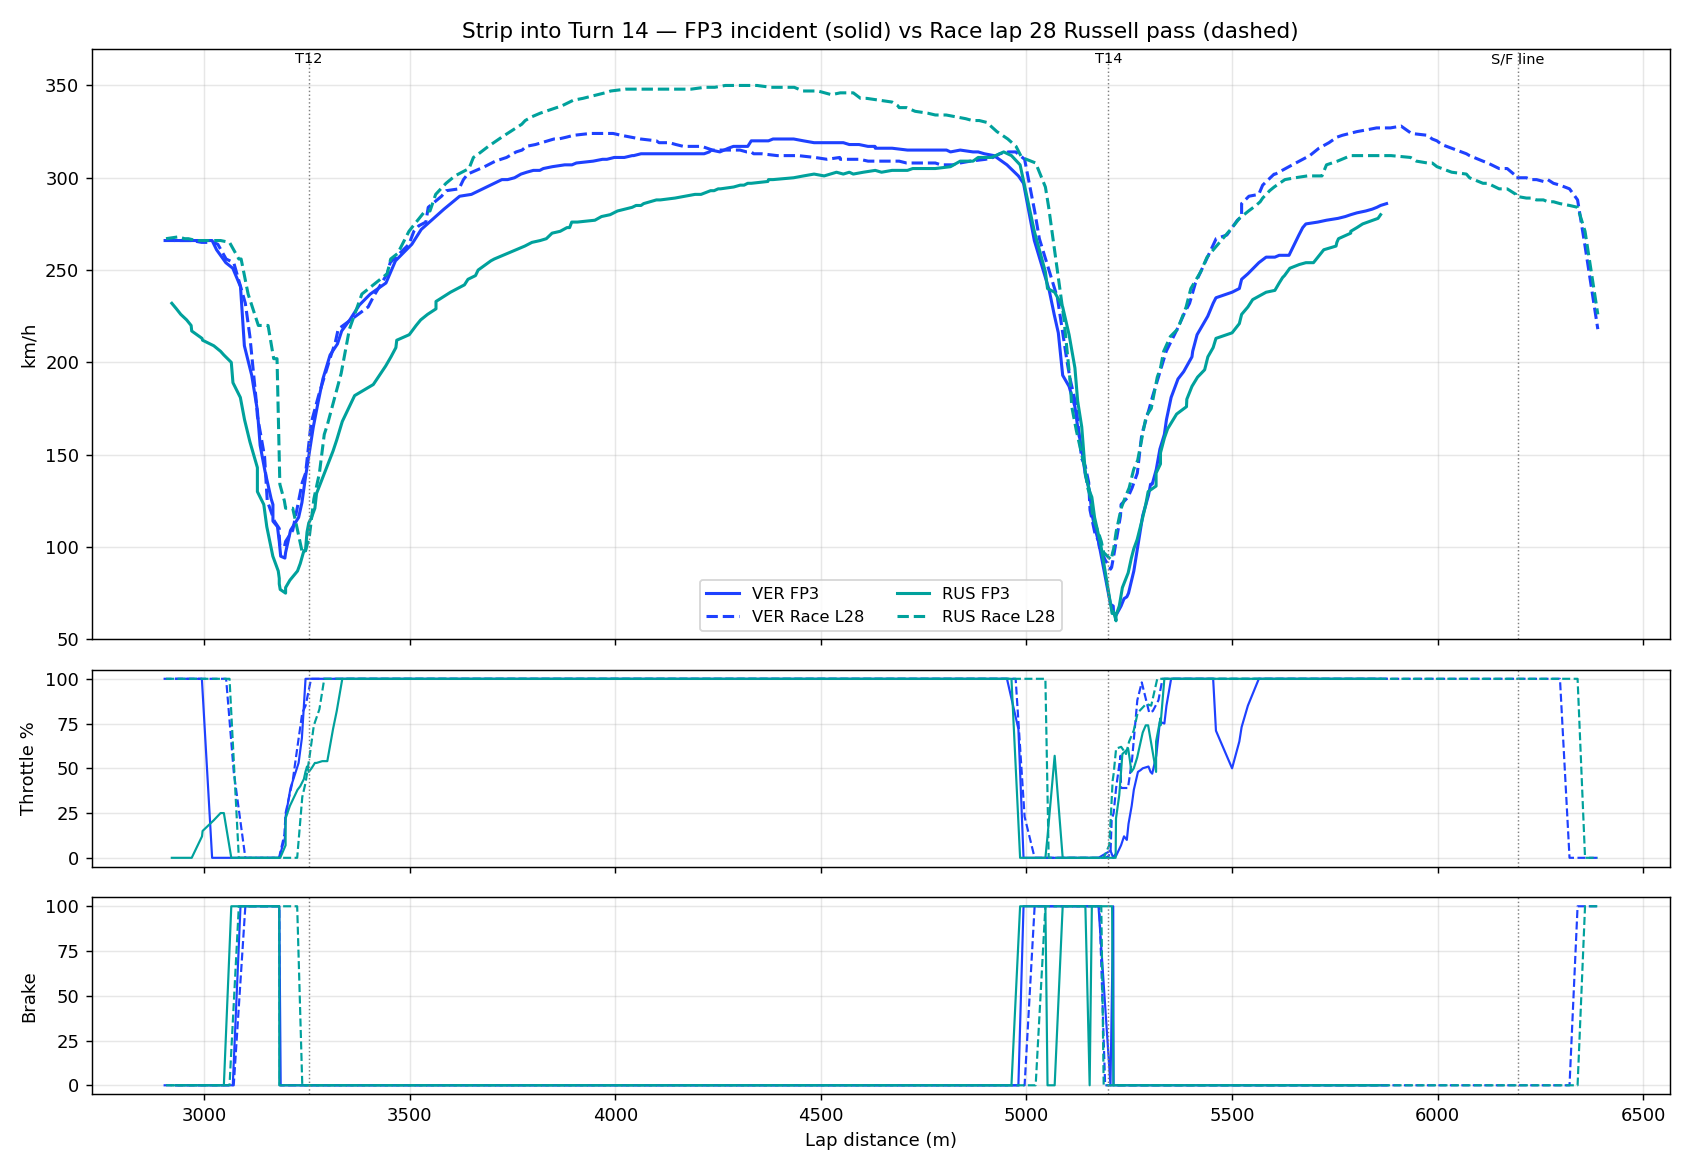 Strip into Turn 14 — FP3 incident (solid) vs Race lap 28 Russell pass (dashed)
T12
T14
S/F line
350
300
250
200
150
100
50
km/h
VER FP3
VER Race L28
RUS FP3
RUS Race L28
100
75
50
25
0
Throttle %
100
75
50
25
0
Brake
3000 3500 4000 4500 5000 5500 6000 6500
Lap distance (m)